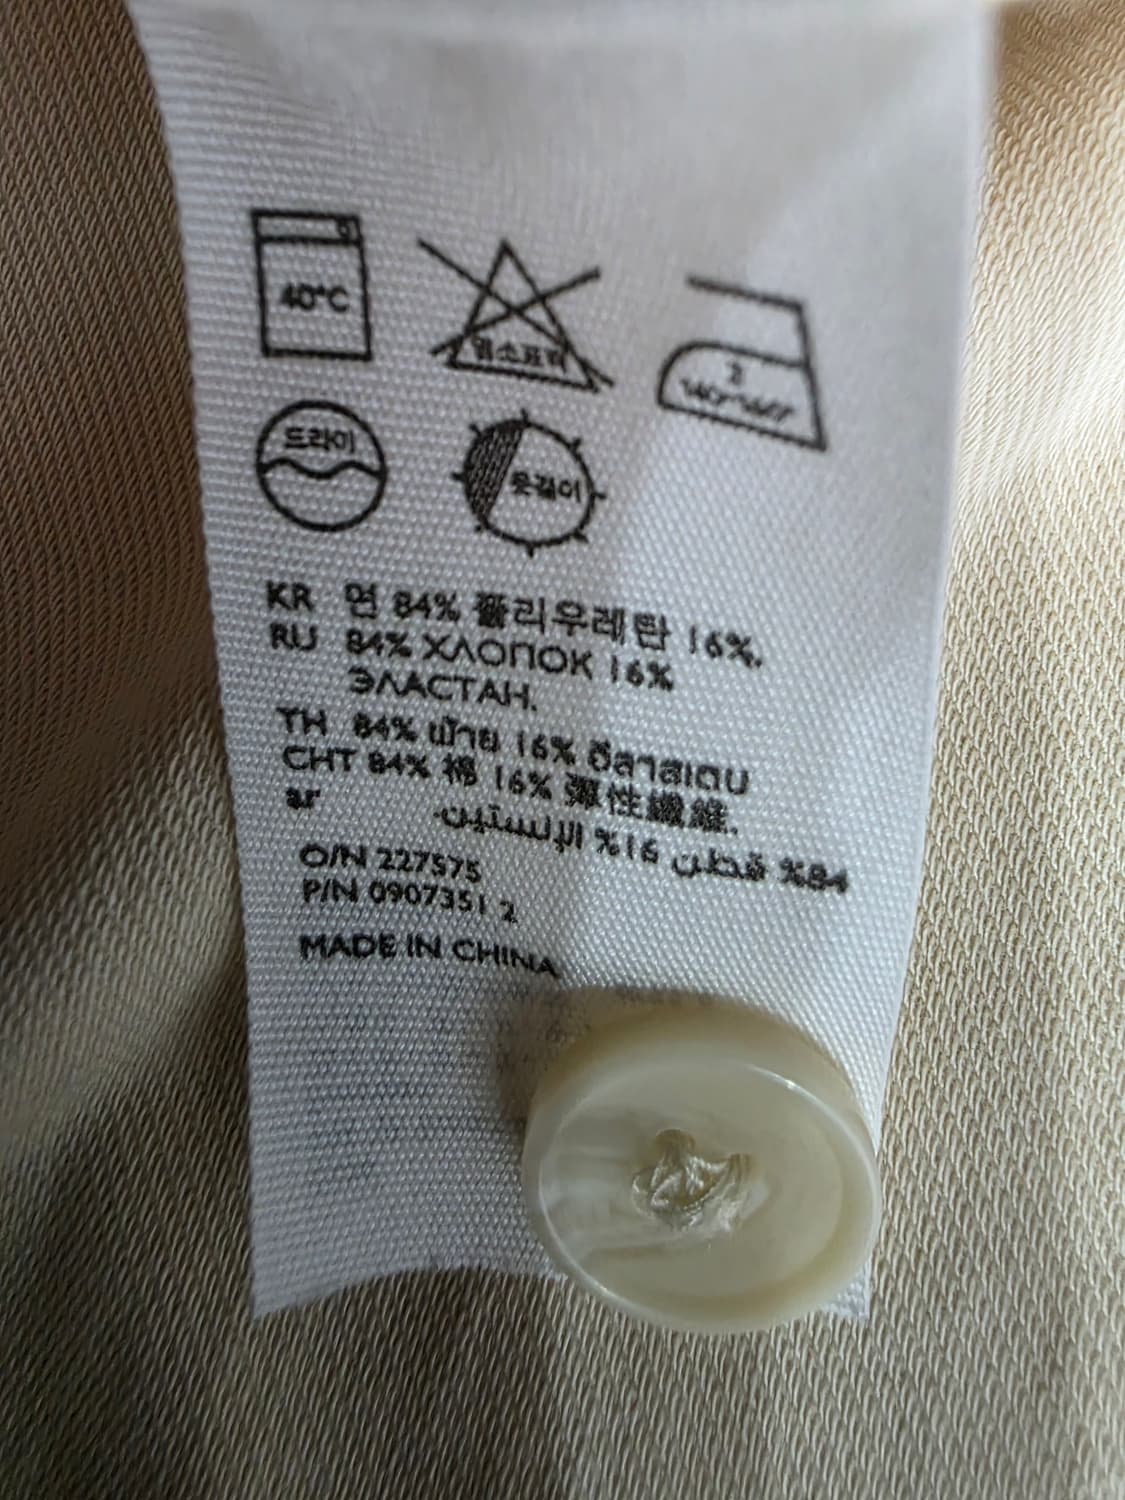 40°C
염소표백
2
140~160°
드라이
옷걸이
KR 면 84% 폴리우레탄 16%.
RU 84% ХЛОПОК 16%
ЭЛАСТАН.
TH 84% ฝ้าย 16% อีลาสเตน
CHT 84% 棉 16% 彈性纖維.
ar 84% قطن 16% الإلستين.
O/N 227575
P/N 0907351 2
MADE IN CHINA